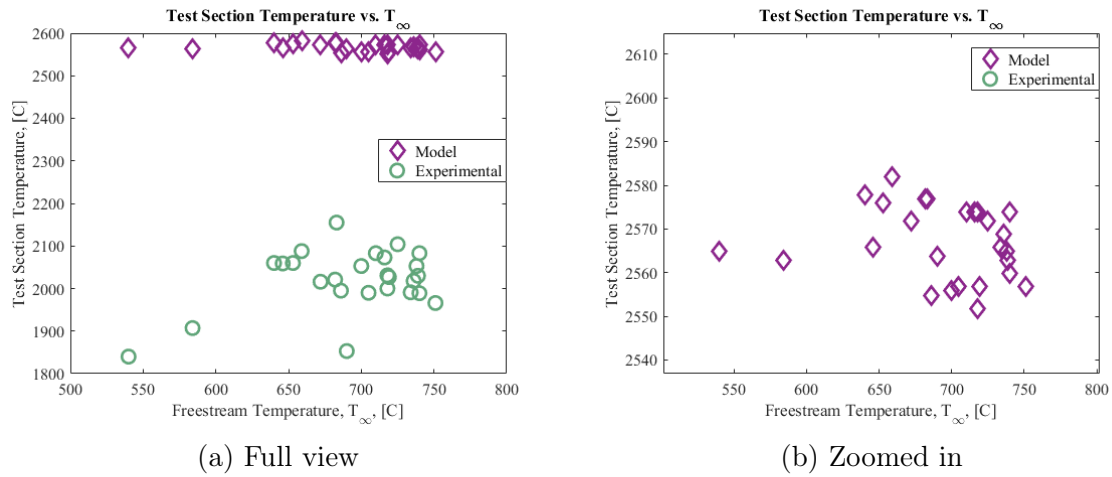 Test Section Temperature vs. T∞
2600
2500
2400
2300
2200
2100
2000
1900
1800
500
550
600
650
700
750
800
Test Section Temperature, [C]
Freestream Temperature, T∞, [C]
Model
Experimental
(a) Full view
Test Section Temperature vs. T∞
2610
2600
2590
2580
2570
2560
2550
2540
550
600
650
700
750
800
Test Section Temperature, [C]
Freestream Temperature, T∞, [C]
Model
Experimental
(b) Zoomed in